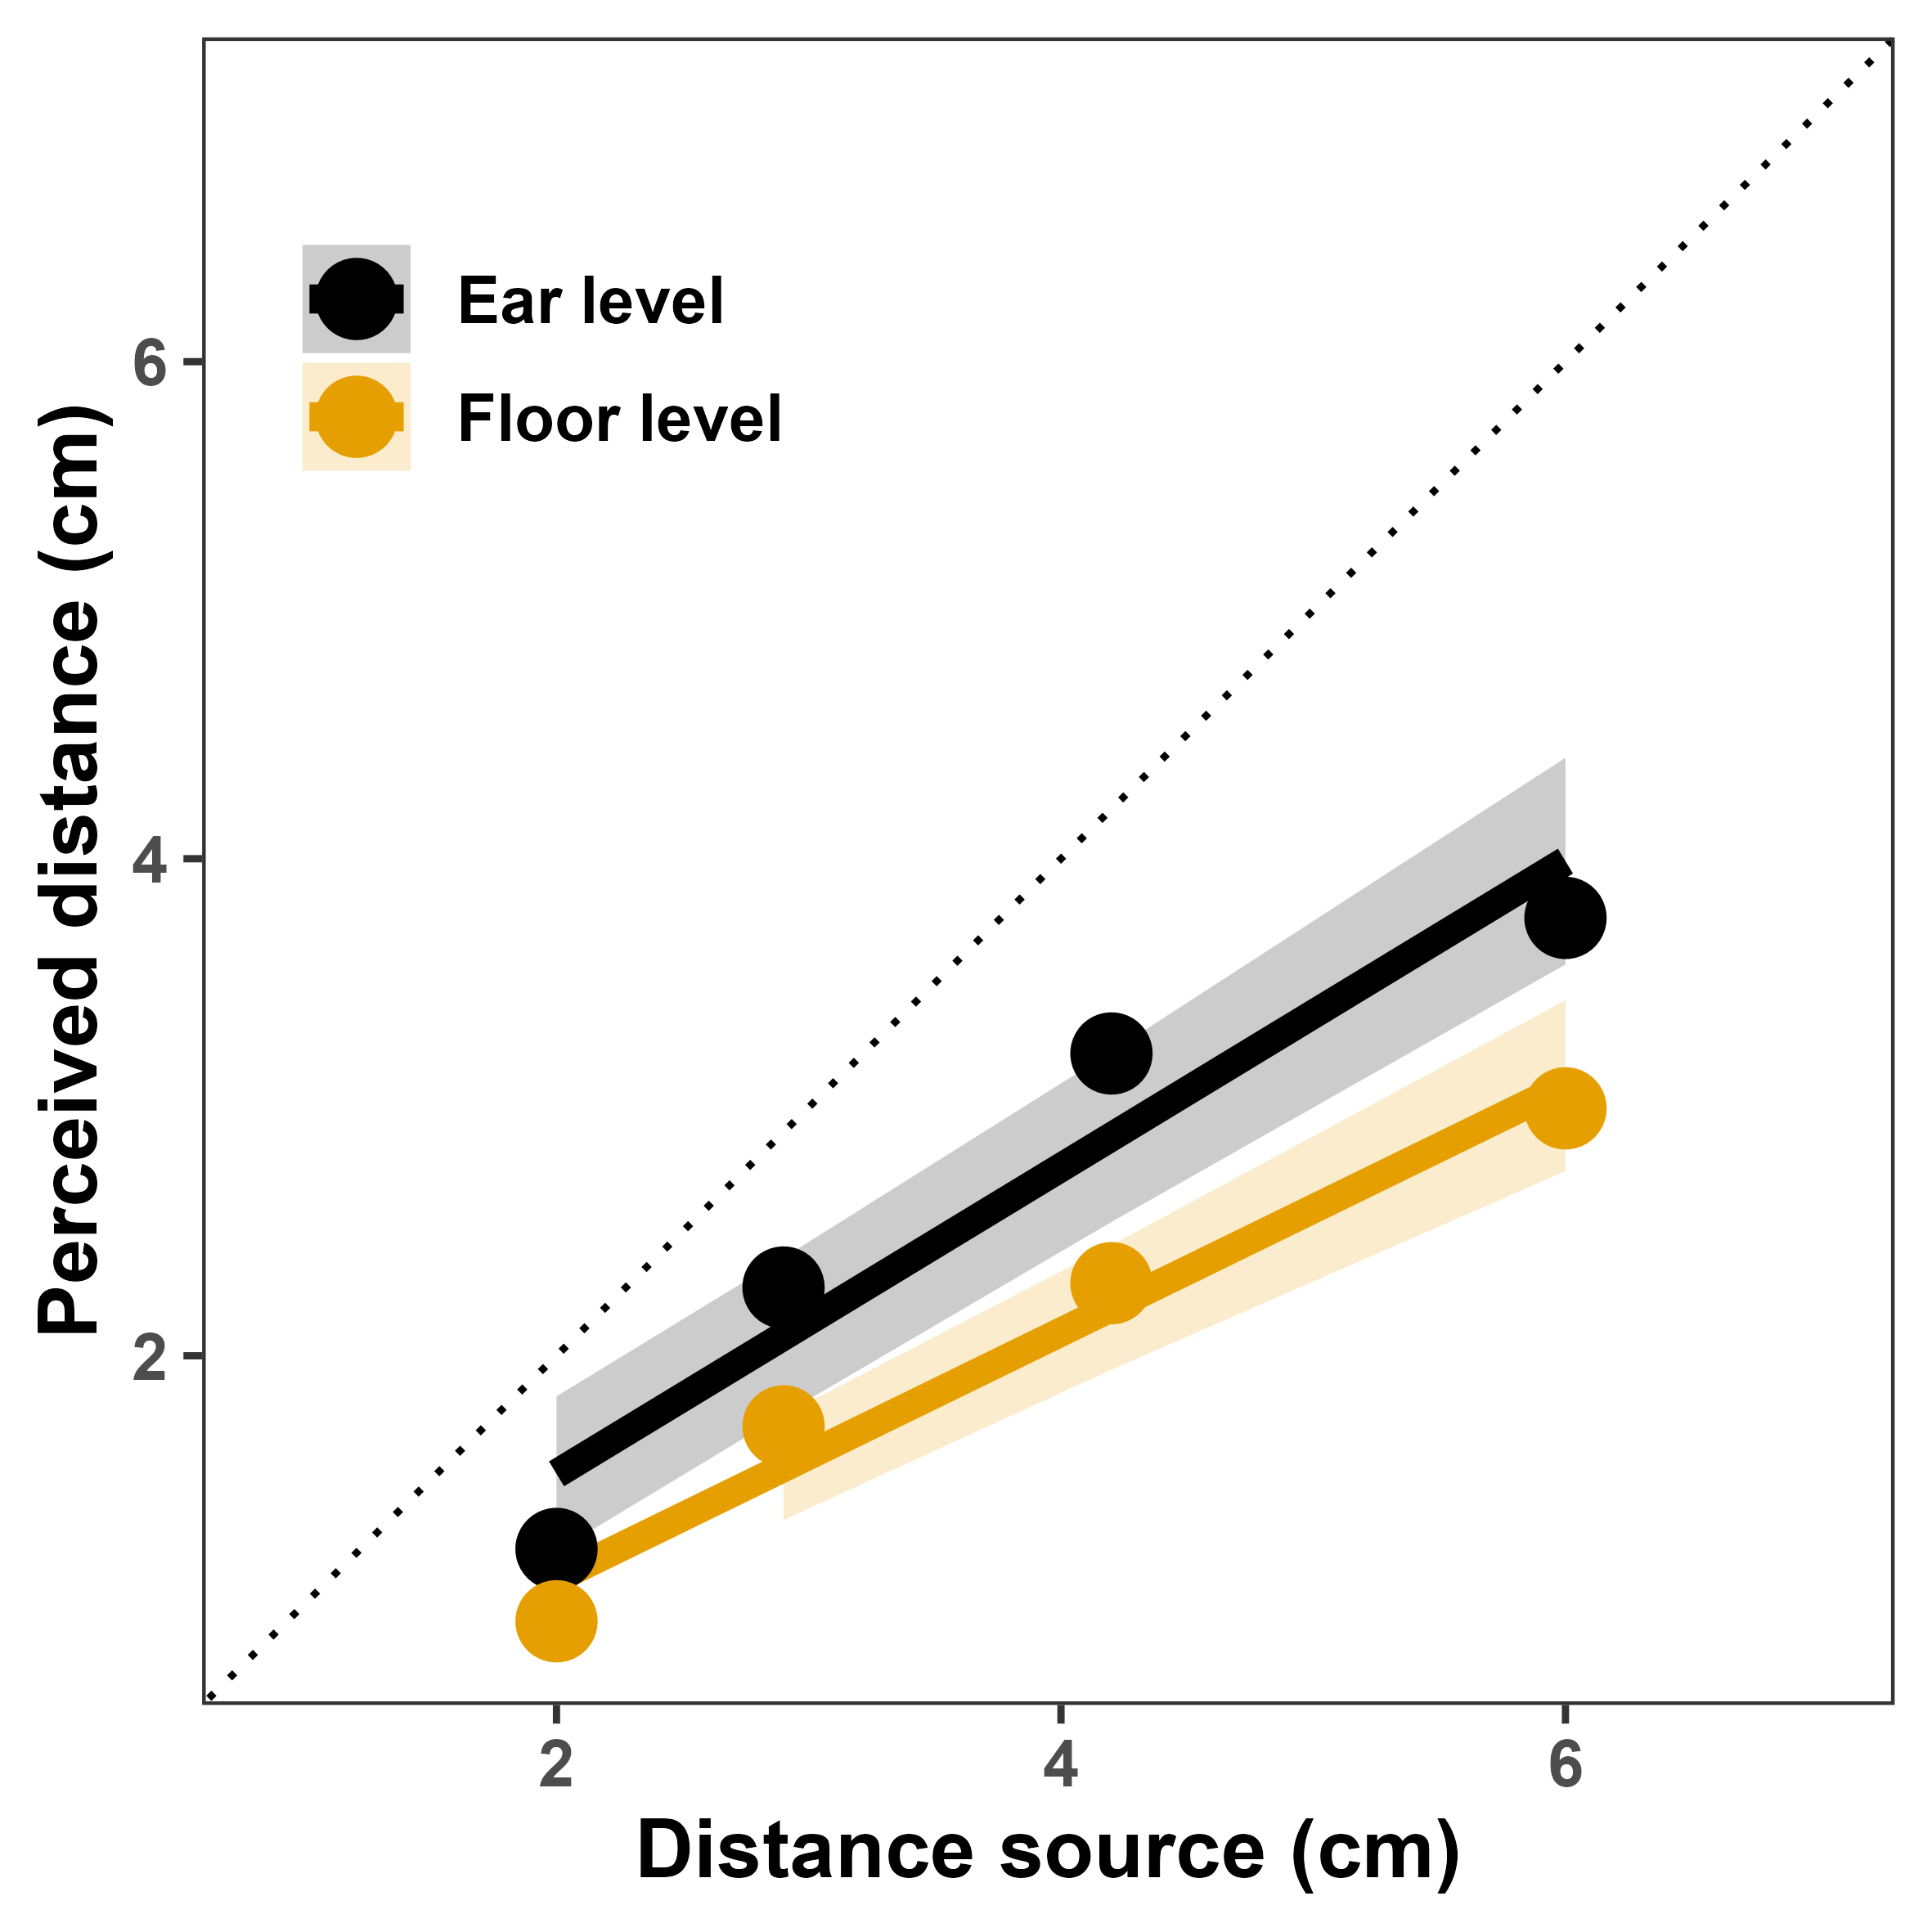 Ear level
Floor level
6
4
2
Perceived distance (cm)
2 4 6
Distance source (cm)